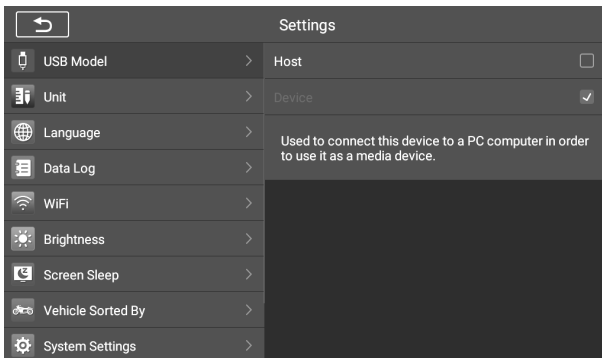 Settings
USB Model
Host
Unit
Device
Language
Used to connect this device to a PC computer in order
to use it as a media device.
Data Log
WiFi
Brightness
Screen Sleep
Vehicle Sorted By
System Settings